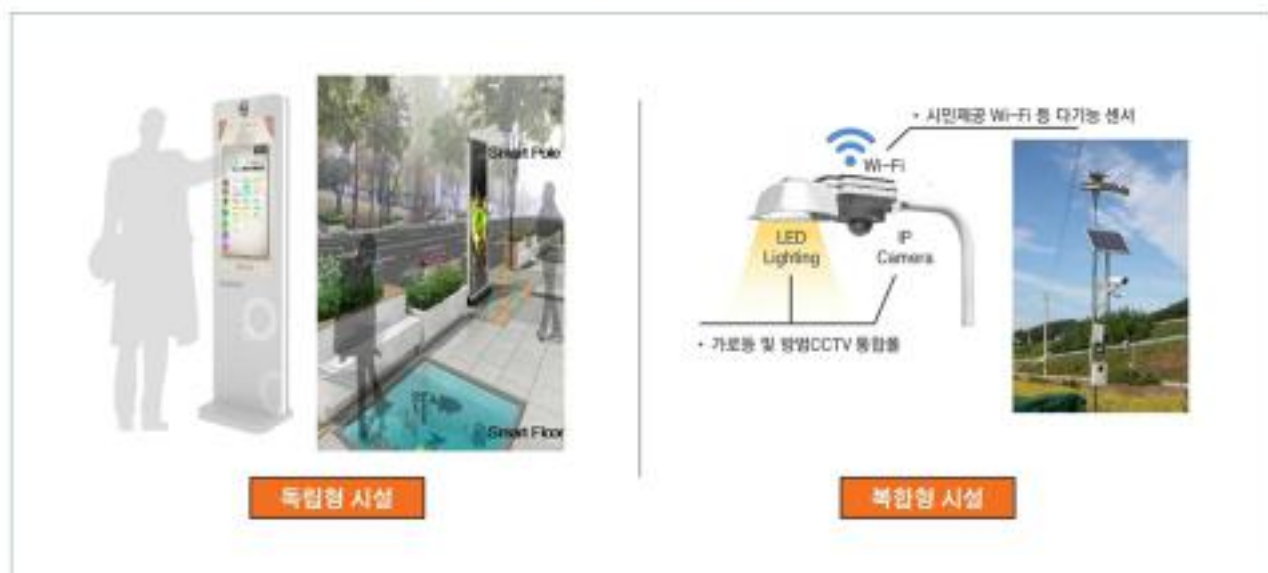 Smart Pole
Smart Floor
독립형 시설
• 시민제공 Wi-Fi 등 다기능 센서
Wi-Fi
LED
Lighting
IP
Camera
• 가로등 및 방범CCTV 통합폴
복합형 시설